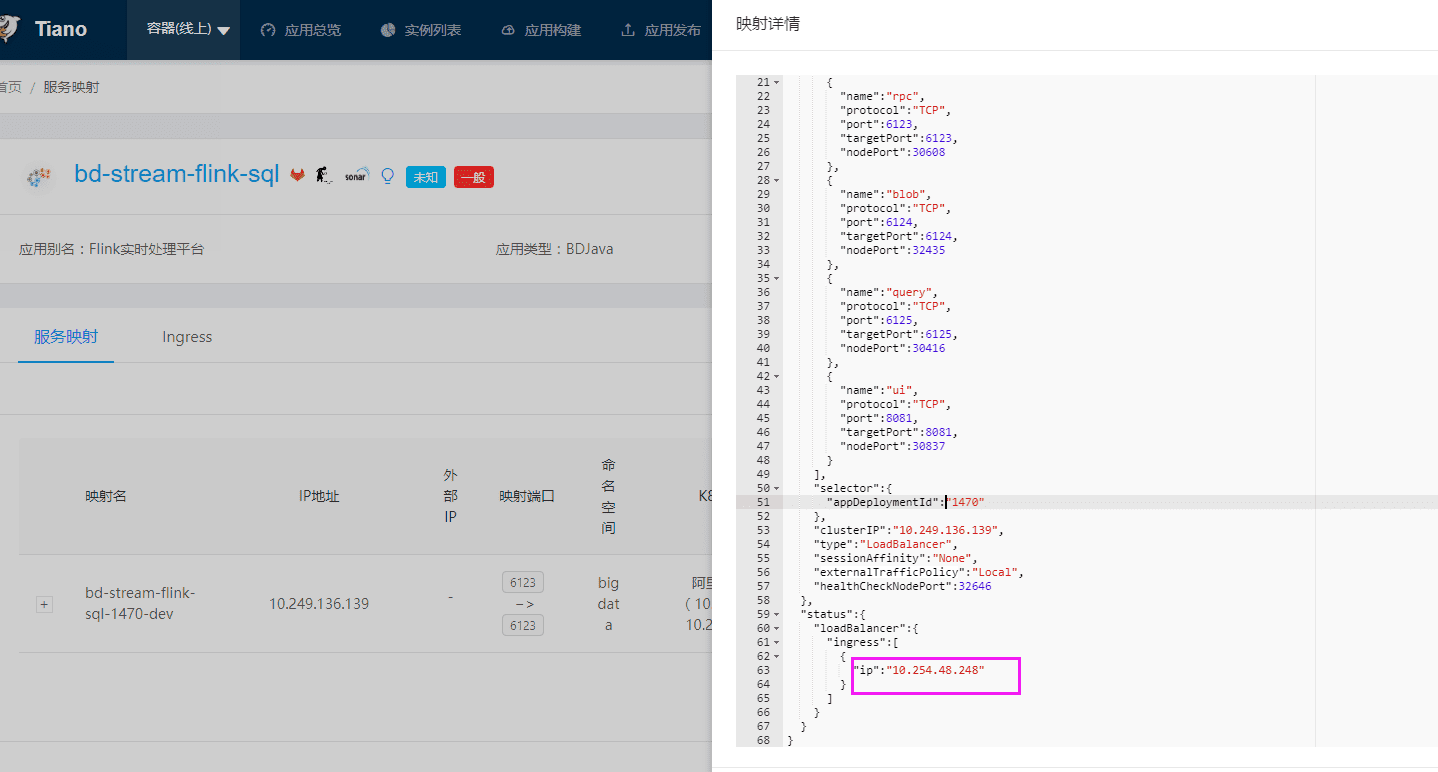 Tiano
容器(线上)
应用总览
实例列表
应用构建
应用发布
首页 / 服务映射
bd-stream-flink-sql
sonar
未知
一般
应用别名：Flink实时处理平台
应用类型：BDJava
服务映射
Ingress
映射名
IP地址
外
部
IP
映射端口
命
名
空
间
K8
+
bd-stream-flink-
sql-1470-dev
10.249.136.139
-
6123
–>
6123
big
dat
a
阿里
( 10
10.2
映射详情
21 {
22 "name":"rpc",
23 "protocol":"TCP",
24 "port":6123,
25 "targetPort":6123,
26 "nodePort":30608
27 },
28 {
29 "name":"blob",
30 "protocol":"TCP",
31 "port":6124,
32 "targetPort":6124,
33 "nodePort":32435
34 },
35 {
36 "name":"query",
37 "protocol":"TCP",
38 "port":6125,
39 "targetPort":6125,
40 "nodePort":30416
41 },
42 {
43 "name":"ui",
44 "protocol":"TCP",
45 "port":8081,
46 "targetPort":8081,
47 "nodePort":30837
48 }
49 ],
50 "selector":{
51 "appDeploymentId":"1470"
52 },
53 "clusterIP":"10.249.136.139",
54 "type":"LoadBalancer",
55 "sessionAffinity":"None",
56 "externalTrafficPolicy":"Local",
57 "healthCheckNodePort":32646
58 },
59 "status":{
60 "loadBalancer":{
61 "ingress":[
62 {
63 "ip":"10.254.48.248"
64 }
65 ]
66 }
67 }
68 }